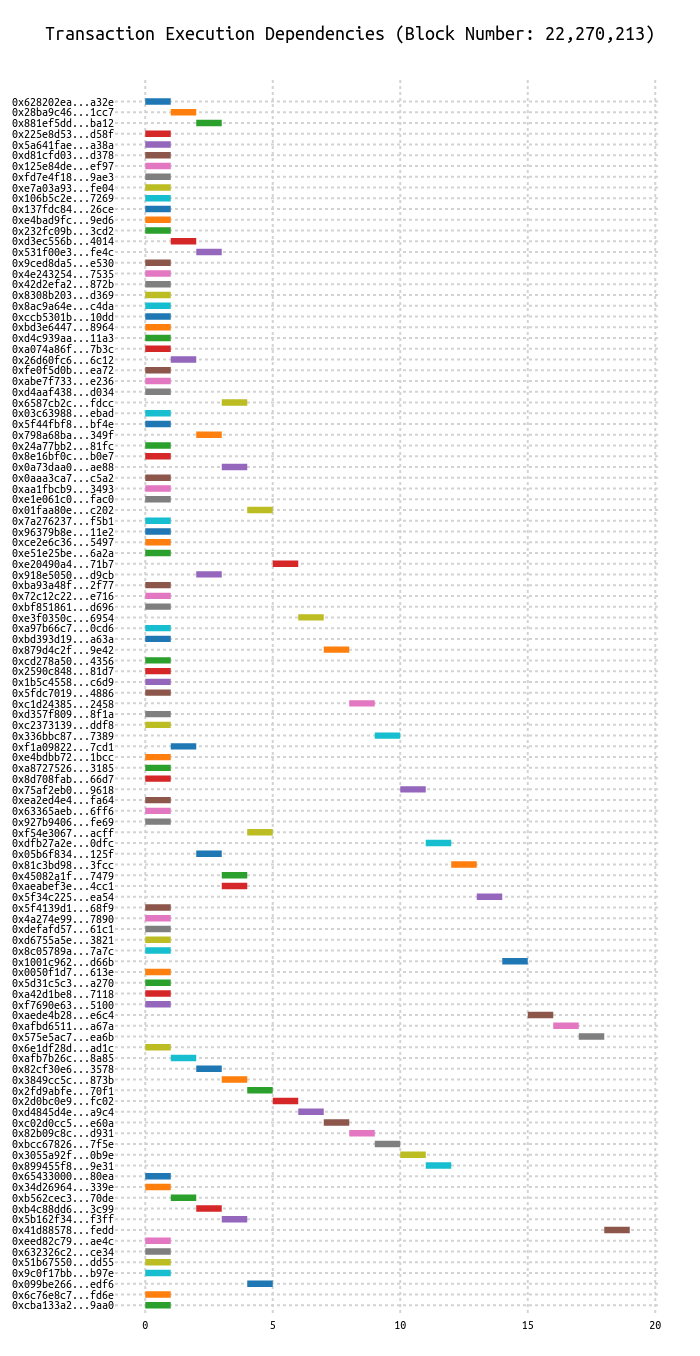 Transaction Execution Dependencies (Block Number: 22,270,213)
0x628202ea...a32e
0x28ba9c46...1cc7
0x881ef5dd...ba12
0x225e8d53...d58f
0x5a641fae...a38a
0xd81cfd03...d378
0x125e84de...ef97
0xfd7e4f18...9ae3
0xe7a03a93...fe04
0x106b5c2e...7269
0x137fdc84...26ce
0xe4bad9fc...9ed6
0x232fc09b...3cd2
0xd3ec556b...4014
0x531f00e3...fe4c
0x9ced8da5...e530
0x4e243254...7535
0x42d2efa2...872b
0x8308b203...d369
0x8ac9a64e...c4da
0xccb5301b...10dd
0xbd3e6447...8964
0xd4c939aa...11a3
0xa074a86f...7b3c
0x26d60fc6...6c12
0xfe0f5d0b...ea72
0xabe7f733...e236
0xd4aaf438...d034
0x6587cb2c...fdcc
0x03c63988...ebad
0x5f44fbf8...bf4e
0x798a68ba...349f
0x24a77bb2...81fc
0x8e16bf0c...b0e7
0x0a73daa0...ae88
0x0aaa3ca7...c5a2
0xaa1fbcb9...3493
0xe1e061c0...fac0
0x01faa80e...c202
0x7a276237...f5b1
0x96379b8e...11e2
0xce2e6c36...5497
0xe51e25be...6a2a
0xe20490a4...71b7
0x918e5050...d9cb
0xba93a48f...2f77
0x72c12c22...e716
0xbf851861...d696
0xe3f0350c...6954
0xa97b66c7...0cd6
0xbd393d19...a63a
0x879d4c2f...9e42
0xcd278a50...4356
0x2590c848...81d7
0x1b5c4558...c6d9
0x5fdc7019...4886
0xc1d24385...2458
0xd357f809...8f1a
0xc2373139...ddf8
0x336bbc87...7389
0xf1a09822...7cd1
0xe4bdbb72...1bcc
0xa8727526...3185
0x8d708fab...66d7
0x75af2eb0...9618
0xea2ed4e4...fa64
0x63365aeb...6ff6
0x927b9406...fe69
0xf54e3067...acff
0xdfb27a2e...0dfc
0x05b6f834...125f
0x81c3bd98...3fcc
0x45082a1f...7479
0xaeabef3e...4cc1
0x5f34c225...ea54
0x5f4139d1...68f9
0x4a274e99...7890
0xdefafd57...61c1
0xd6755a5e...3821
0x8c05789a...7a7c
0x1001c962...d66b
0x0050f1d7...613e
0x5d31c5c3...a270
0xa42d1be8...7118
0xf7690e63...5100
0xaede4b28...e6c4
0xafbd6511...a67a
0x575e5ac7...ea6b
0x6e1df28d...ad1c
0xafb7b26c...8a85
0x82cf30e6...3578
0x3849cc5c...873b
0x2fd9abfe...70f1
0x2d0bc0e9...fc02
0xd4845d4e...a9c4
0xc02d0cc5...e60a
0x82b09c8c...d931
0xbcc67826...7f5e
0x3055a92f...0b9e
0x899455f8...9e31
0x65433000...80ea
0x34d26964...339e
0xb562cec3...70de
0xb4c88dd6...3c99
0x5b162f34...f3ff
0x41d88578...fedd
0xeed82c79...ae4c
0x632326c2...ce34
0x51b67550...dd55
0x9c0f17bb...b97e
0x099be266...edf6
0x6c76e8c7...fd6e
0xcba133a2...9aa0
0 5 10 15 20